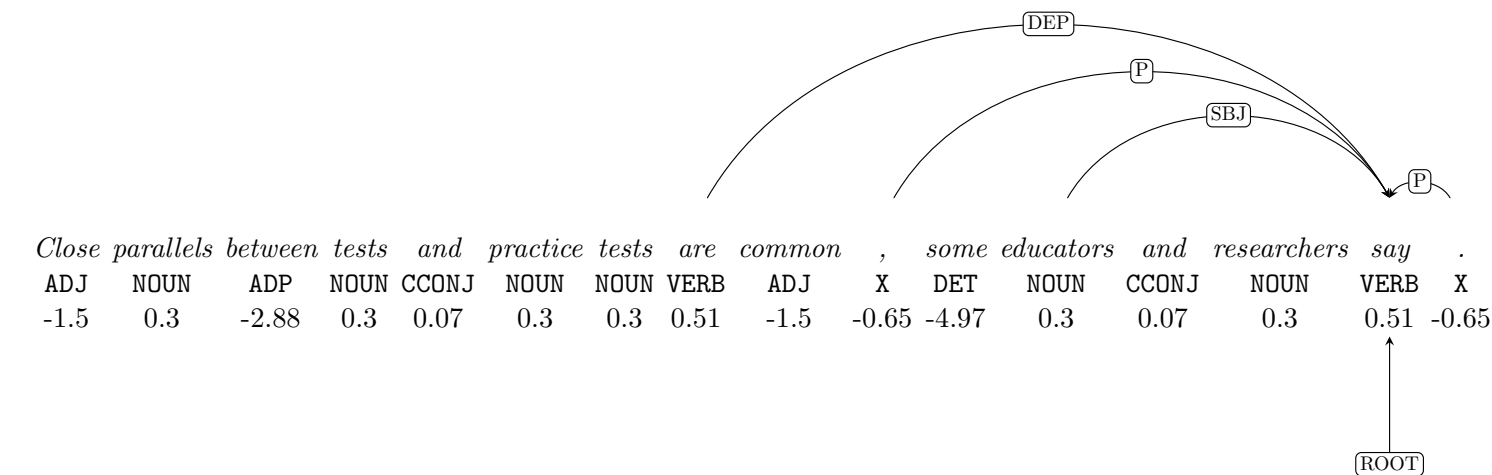 DEP
P
SBJ
P
Close parallels between tests and practice tests are common , some educators and researchers say .
ADJ NOUN ADP NOUN CCONJ NOUN NOUN VERB ADJ X DET NOUN CCONJ NOUN VERB X
-1.5 0.3 -2.88 0.3 0.07 0.3 0.3 0.51 -1.5 -0.65 -4.97 0.3 0.07 0.3 0.51 -0.65
ROOT